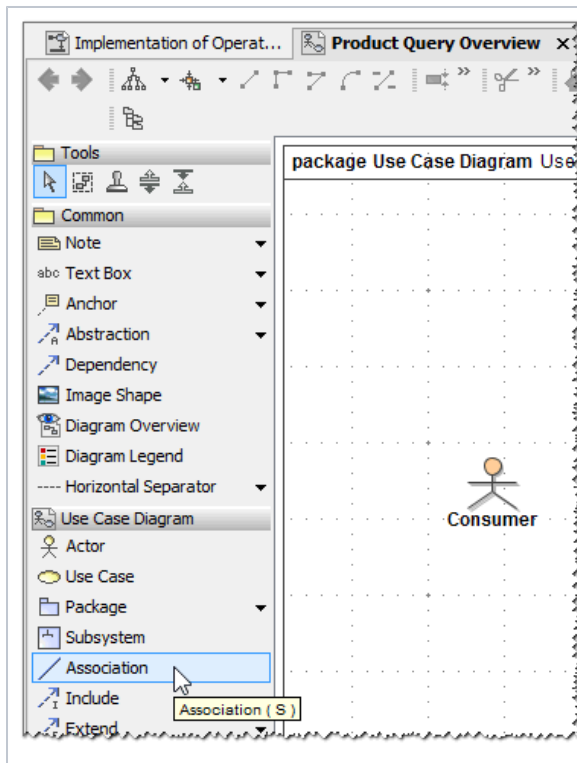 Implementation of Operat...
Product Query Overview
Tools
package Use Case Diagram Use
Common
Note
abc Text Box
Anchor
A Abstraction
Dependency
Image Shape
Diagram Overview
Diagram Legend
Horizontal Separator
Consumer
Use Case Diagram
Actor
Use Case
Package
Subsystem
Association
I Include
Association ( S )
Extend